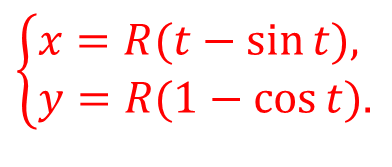 x = R(t − sin t),
y = R(1 − cos t).